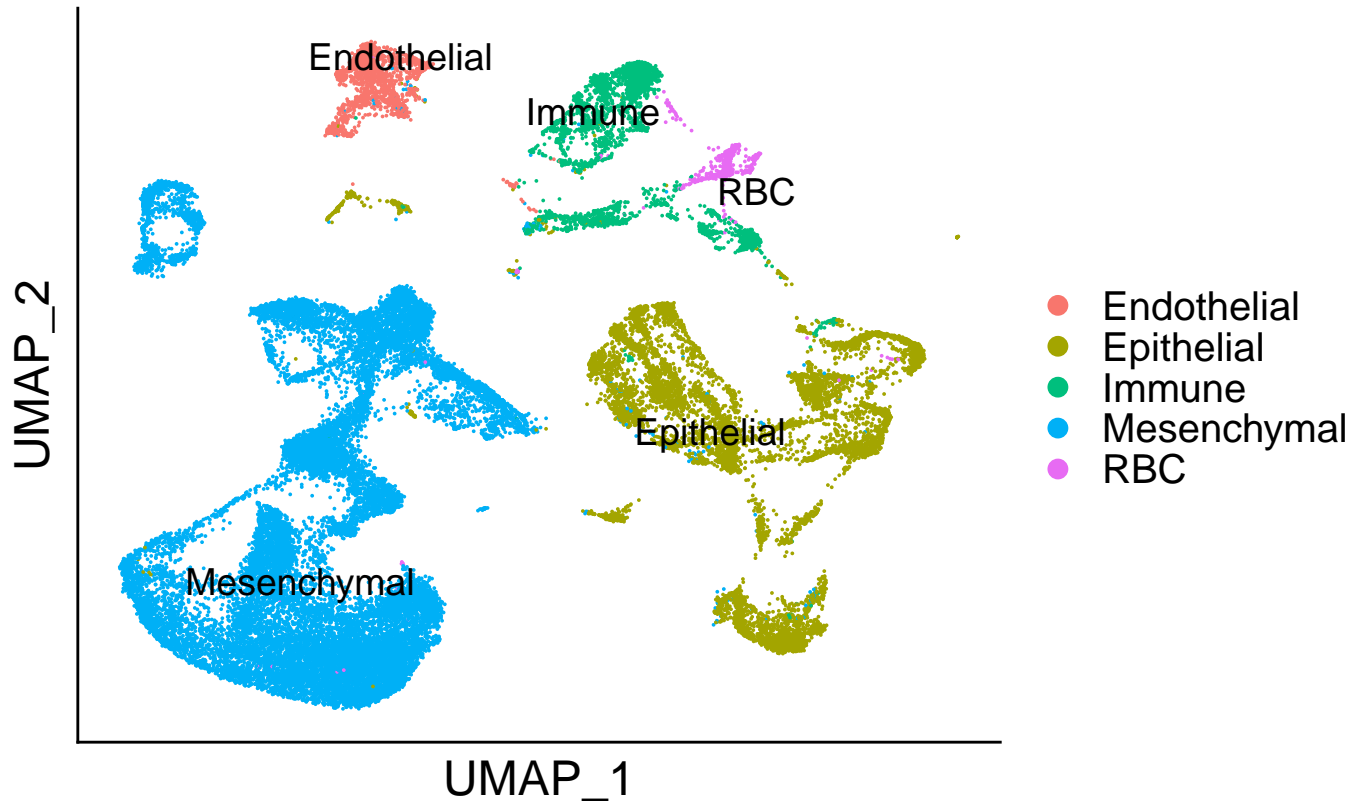 Endothelial
Immune
RBC
Epithelial
Mesenchymal
UMAP_2
UMAP_1
Endothelial
Epithelial
Immune
Mesenchymal
RBC